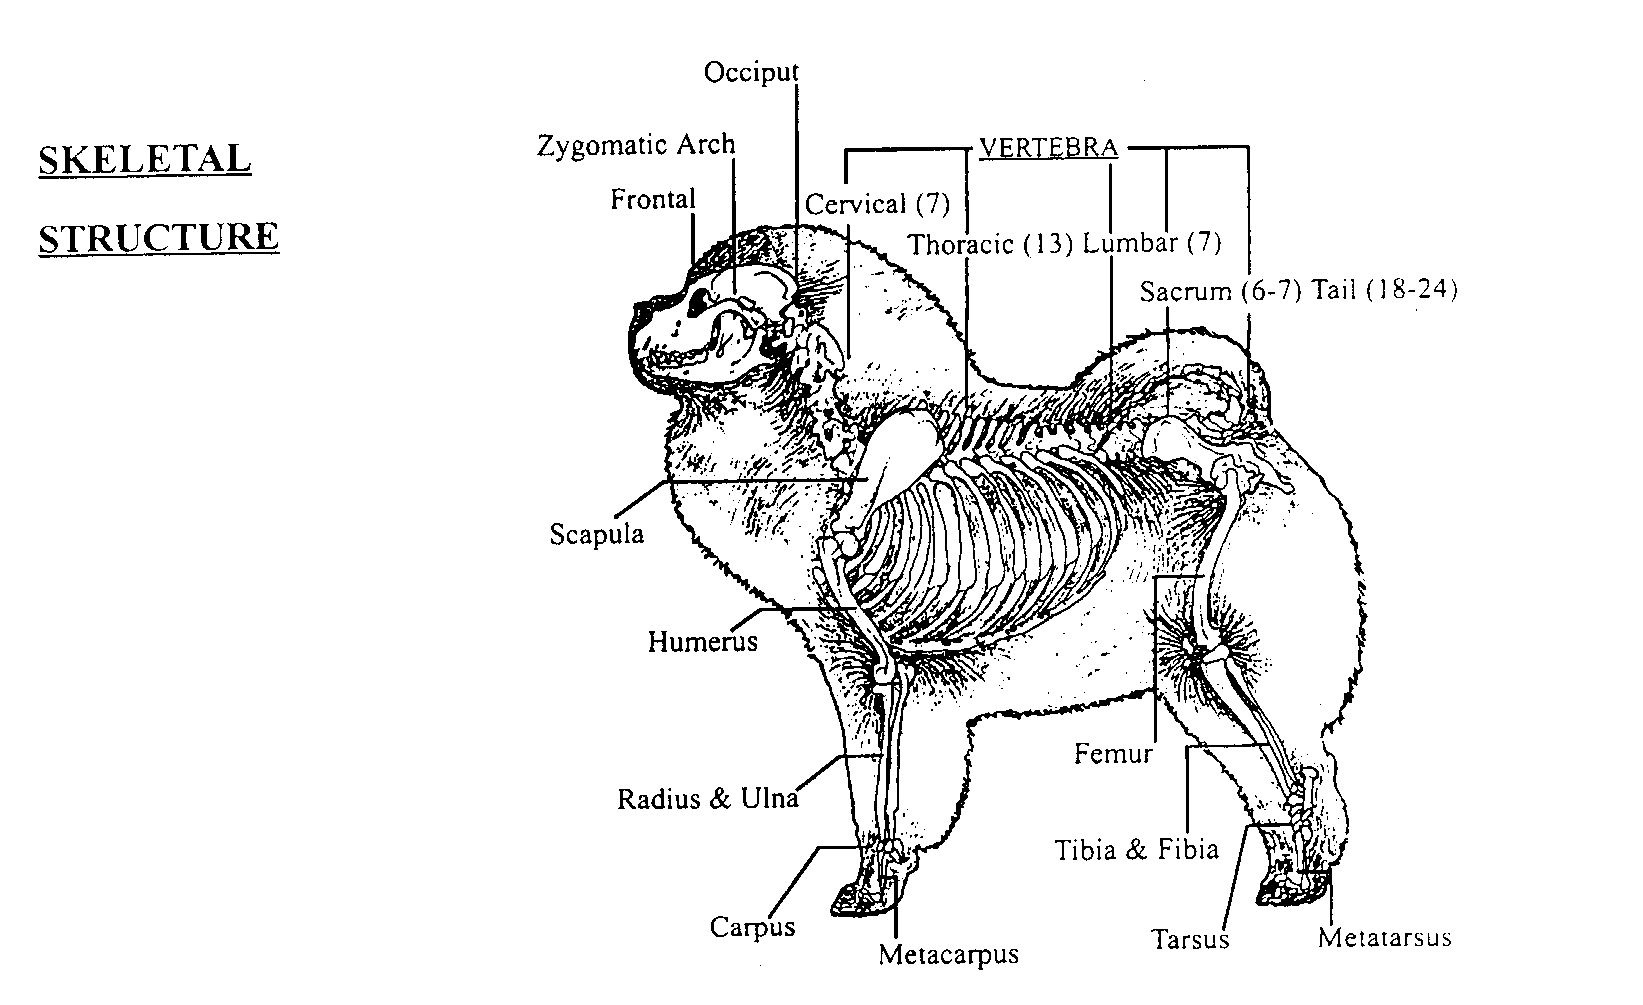 SKELETAL
STRUCTURE
Occiput
Zygomatic Arch
VERTEBRA
Frontal
Cervical (7)
Thoracic (13) Lumbar (7)
Sacrum (6-7) Tail (18-24)
Scapula
Humerus
Femur
Radius & Ulna
Tibia & Fibia
Carpus
Metacarpus
Tarsus
Metatarsus